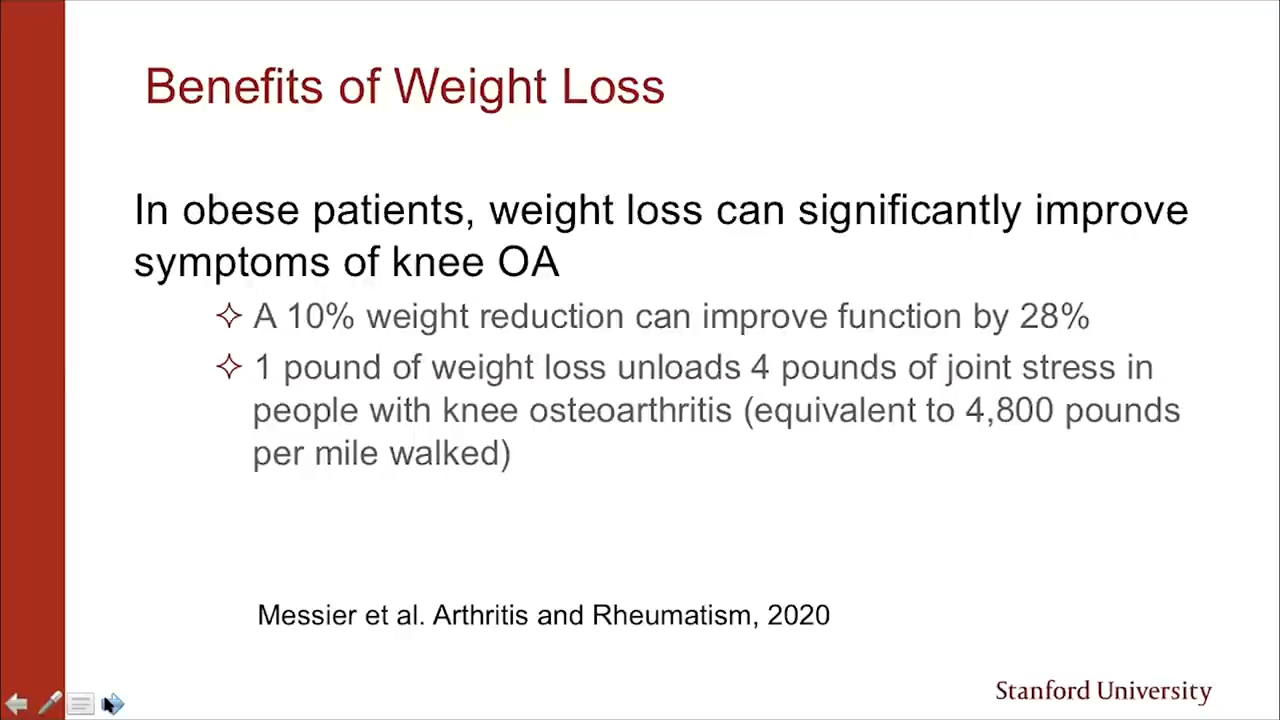 Benefits of Weight Loss
In obese patients, weight loss can significantly improve
symptoms of knee OA
A 10% weight reduction can improve function by 28%
1 pound of weight loss unloads 4 pounds of joint stress in
people with knee osteoarthritis (equivalent to 4,800 pounds
per mile walked)
Messier et al. Arthritis and Rheumatism, 2020
Stanford University